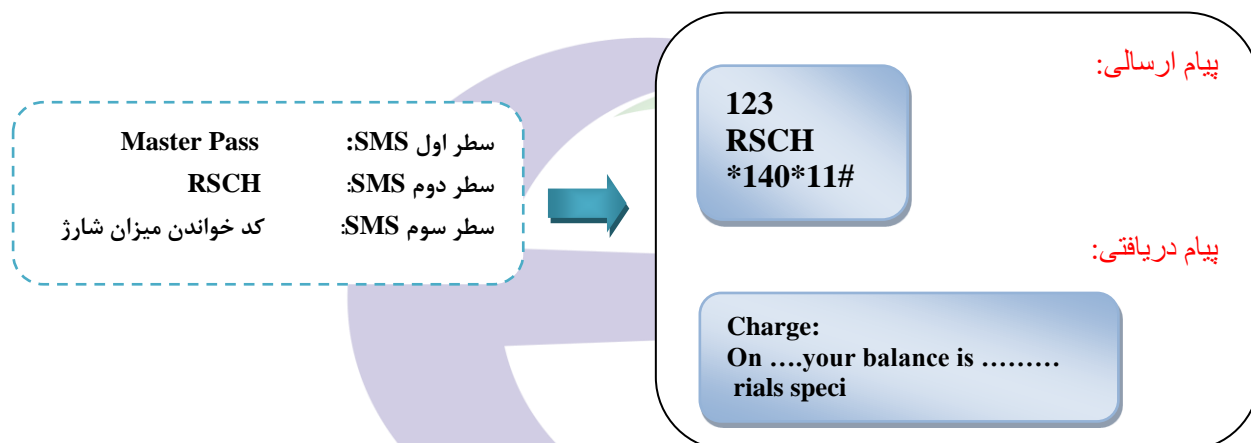 سطر اول SMS: Master Pass
سطر دوم SMS: RSCH
سطر سوم SMS: کد خواندن میزان شارژ
پیام ارسالی:
123
RSCH
*140*11#
پیام دریافتی:
Charge:
On ….your balance is ………
rials speci